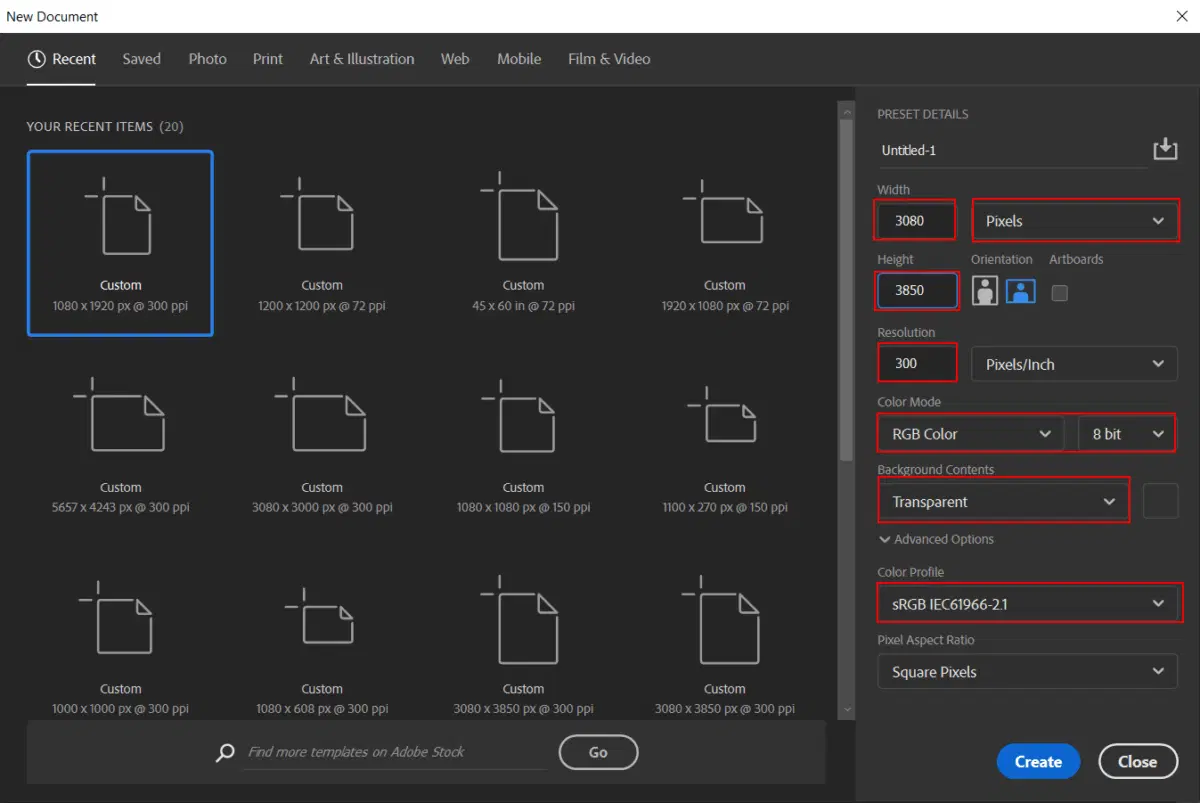 New Document
Recent Saved Photo Print Art & Illustration Web Mobile Film & Video
YOUR RECENT ITEMS (20)
Custom Custom Custom Custom
1080 x 1920 px @ 300 ppi 1200 x 1200 px @ 72 ppi 45 x 60 in @ 72 ppi 1920 x 1080 px @ 72 ppi
Custom Custom Custom Custom
5657 x 4243 px @ 300 ppi 3080 x 3000 px @ 300 ppi 1080 x 1080 px @ 150 ppi 1100 x 270 px @ 150 ppi
Custom Custom Custom Custom
1000 x 1000 px @ 300 ppi 1080 x 608 px @ 300 ppi 3080 x 3850 px @ 300 ppi 3080 x 3850 px @ 300 ppi
Find more templates on Adobe Stock Go
PRESET DETAILS
Untitled-1
Width
3080 Pixels
Height Orientation Artboards
3850
Resolution
300 Pixels/Inch
Color Mode
RGB Color 8 bit
Background Contents
Transparent
Advanced Options
Color Profile
sRGB IEC61966-2.1
Pixel Aspect Ratio
Square Pixels
Create Close